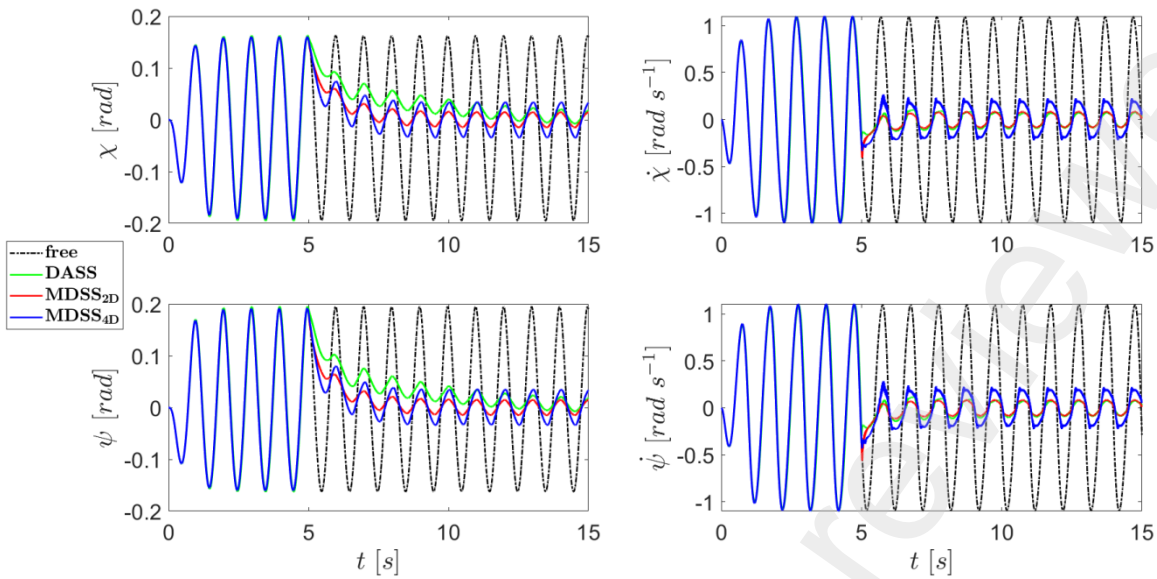 0.2
0.1
0
-0.1
-0.2
χ [rad]
0 5 10 15
1
0.5
0
-0.5
-1
χ̇ [rad s⁻¹]
0 5 10 15
free
DASS
MDSS₂D
MDSS₄D
0.2
0.1
0
-0.1
-0.2
ψ [rad]
0 5 10 15
t [s]
1
0.5
0
-0.5
-1
ψ̇ [rad s⁻¹]
0 5 10 15
t [s]
review